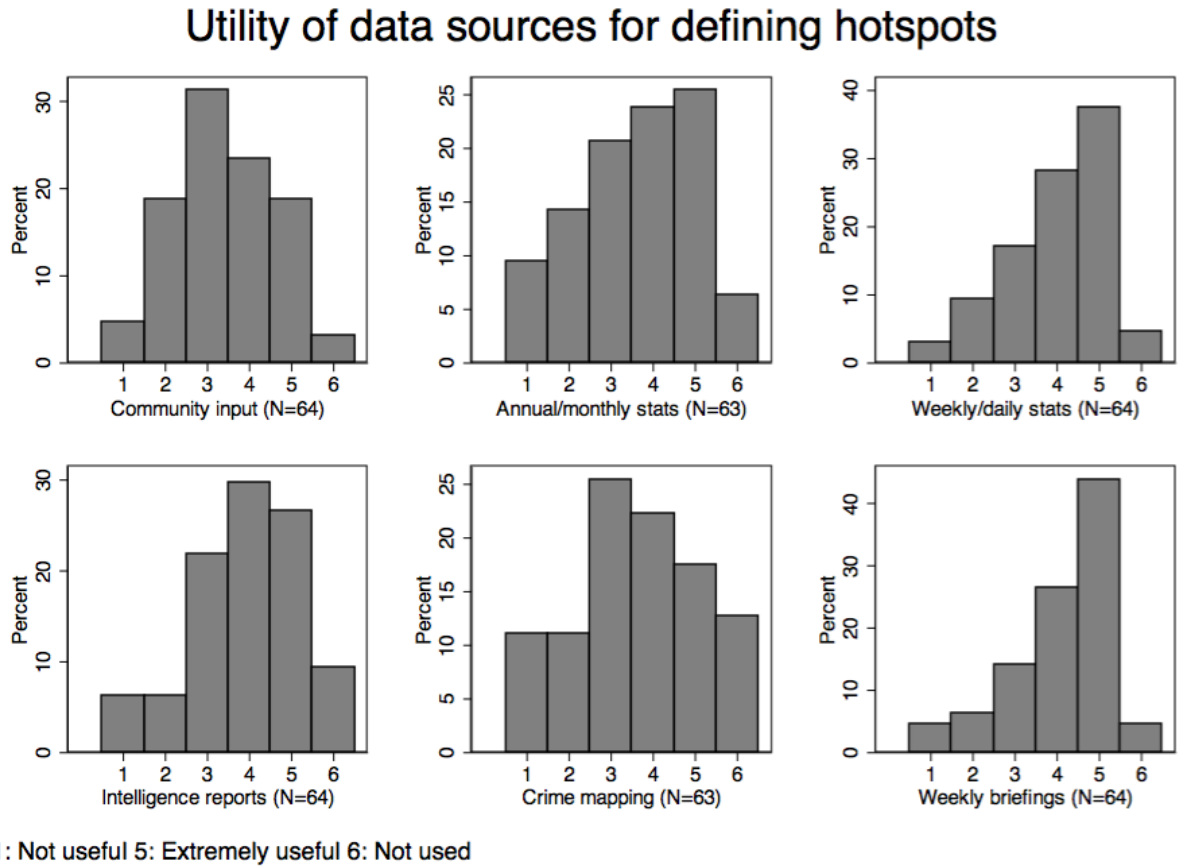 Utility of data sources for defining hotspots
Percent
0 10 20 30
1 2 3 4 5 6
Community input (N=64)
Percent
0 5 10 15 20 25
1 2 3 4 5 6
Annual/monthly stats (N=63)
Percent
0 10 20 30 40
1 2 3 4 5 6
Weekly/daily stats (N=64)
Percent
0 10 20 30
1 2 3 4 5 6
Intelligence reports (N=64)
Percent
0 5 10 15 20 25
1 2 3 4 5 6
Crime mapping (N=63)
Percent
0 10 20 30 40
1 2 3 4 5 6
Weekly briefings (N=64)
: Not useful 5: Extremely useful 6: Not used